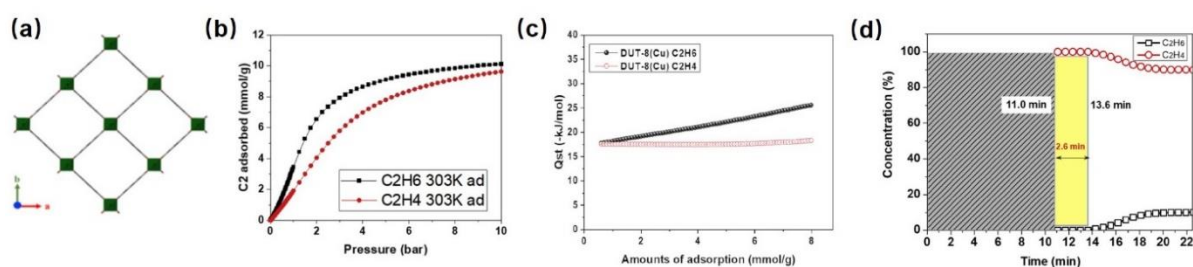 (a)
b
a
(b)
C2 adsorbed (mmol/g)
12
10
8
6
4
2
0
C2H6 303K ad
C2H4 303K ad
0 2 4 6 8 10
Pressure (bar)
(c)
Qst (-kJ/mol)
40
35
30
25
20
15
10
5
0
DUT-8(Cu) C2H6
DUT-8(Cu) C2H4
0 2 4 6 8
Amounts of adsorption (mmol/g)
(d)
Concentration (%)
100
80
60
40
20
0
C2H6
C2H4
11.0 min
13.6 min
2.6 min
0 2 4 6 8 10 12 14 16 18 20 22
Time (min)